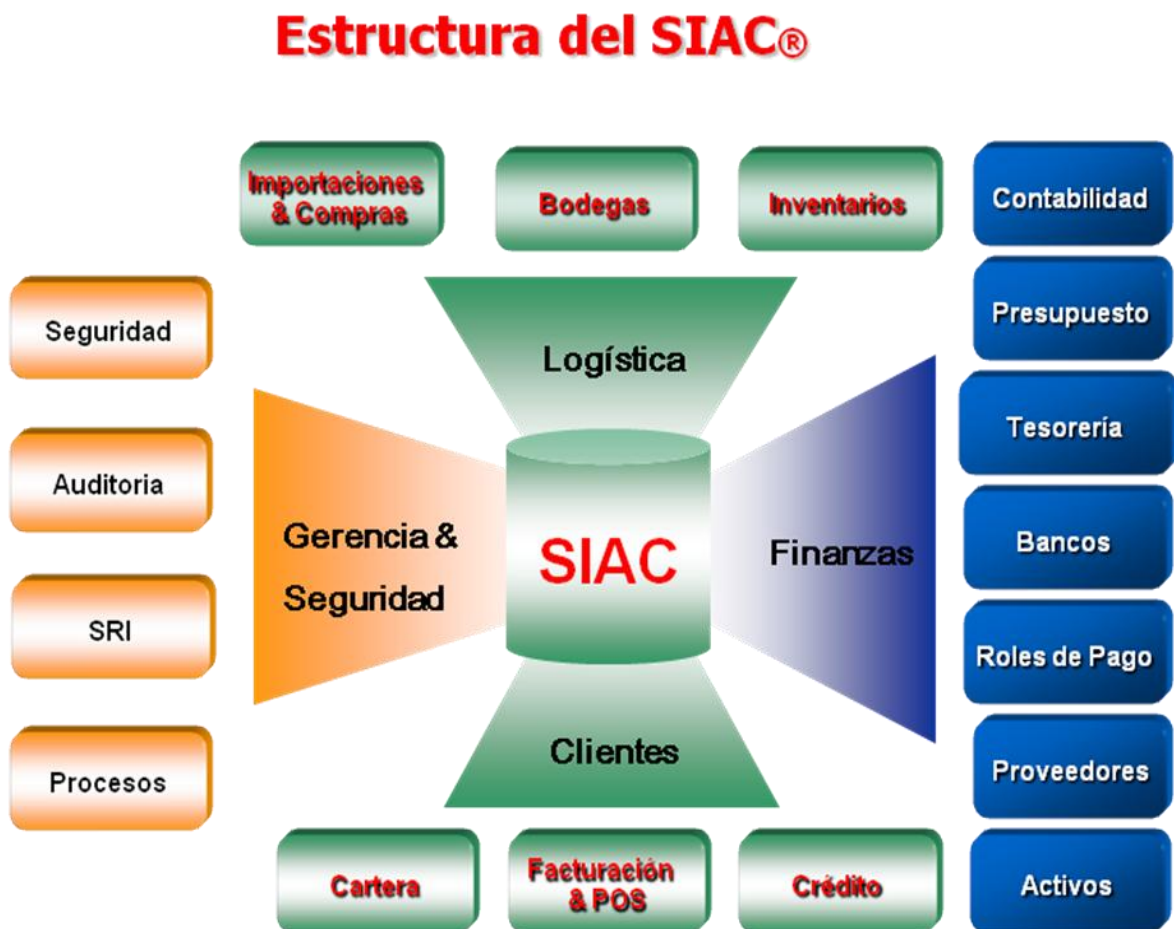 Estructura del SIAC®
Importaciones
& Compras
Bodegas
Inventarios
Contabilidad
Seguridad
Presupuesto
Logística
Tesorería
Auditoria
Gerencia &
Seguridad
SIAC
Finanzas
Bancos
SRI
Roles de Pago
Clientes
Procesos
Proveedores
Cartera
Facturación
& POS
Crédito
Activos